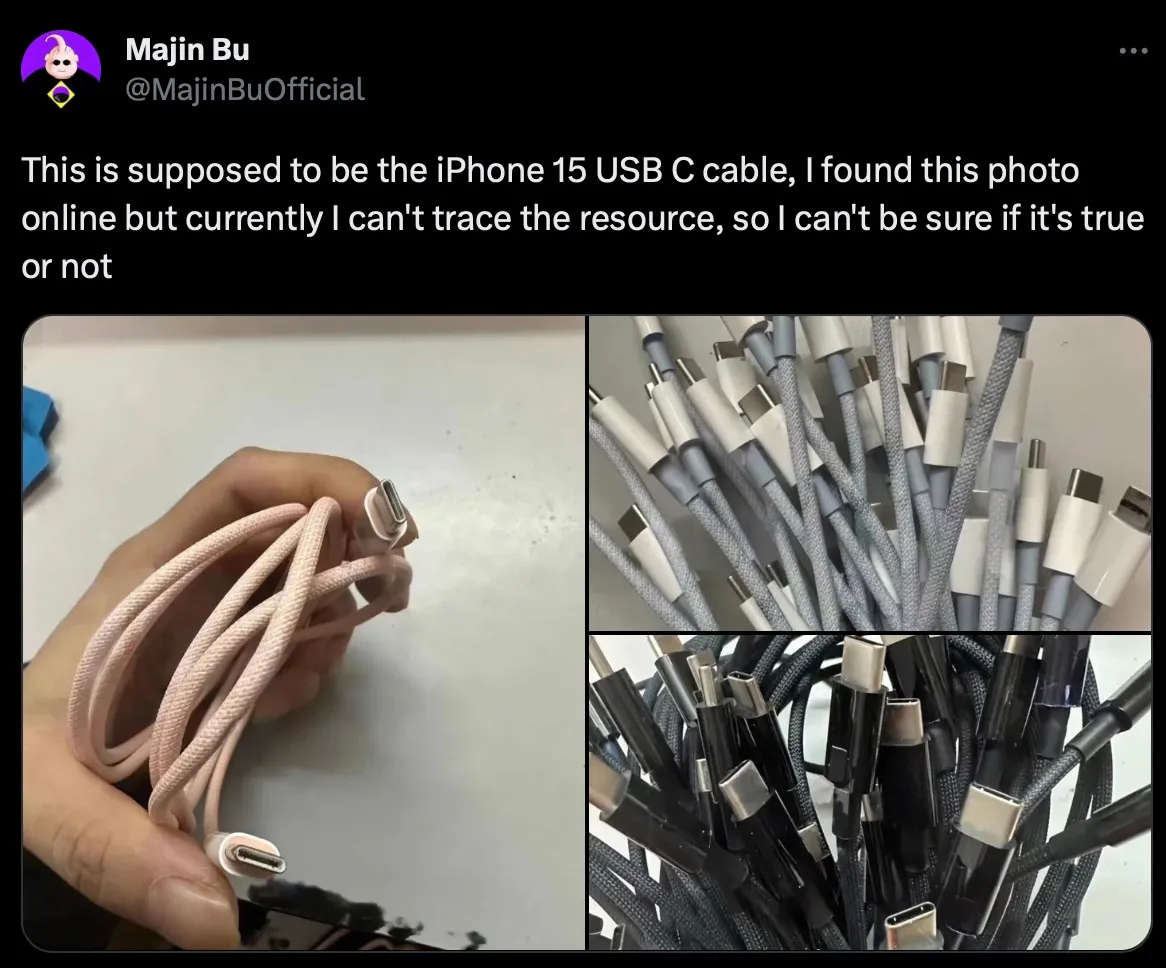 Majin Bu
@MajinBuOfficial
This is supposed to be the iPhone 15 USB C cable, I found this photo
online but currently I can't trace the resource, so I can't be sure if it's true
or not